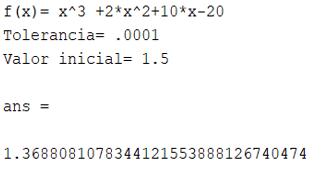 f(x)= x^3 +2*x^2+10*x-20
Tolerancia= .0001
Valor inicial= 1.5
ans =
1.3688081078344121553888126740474